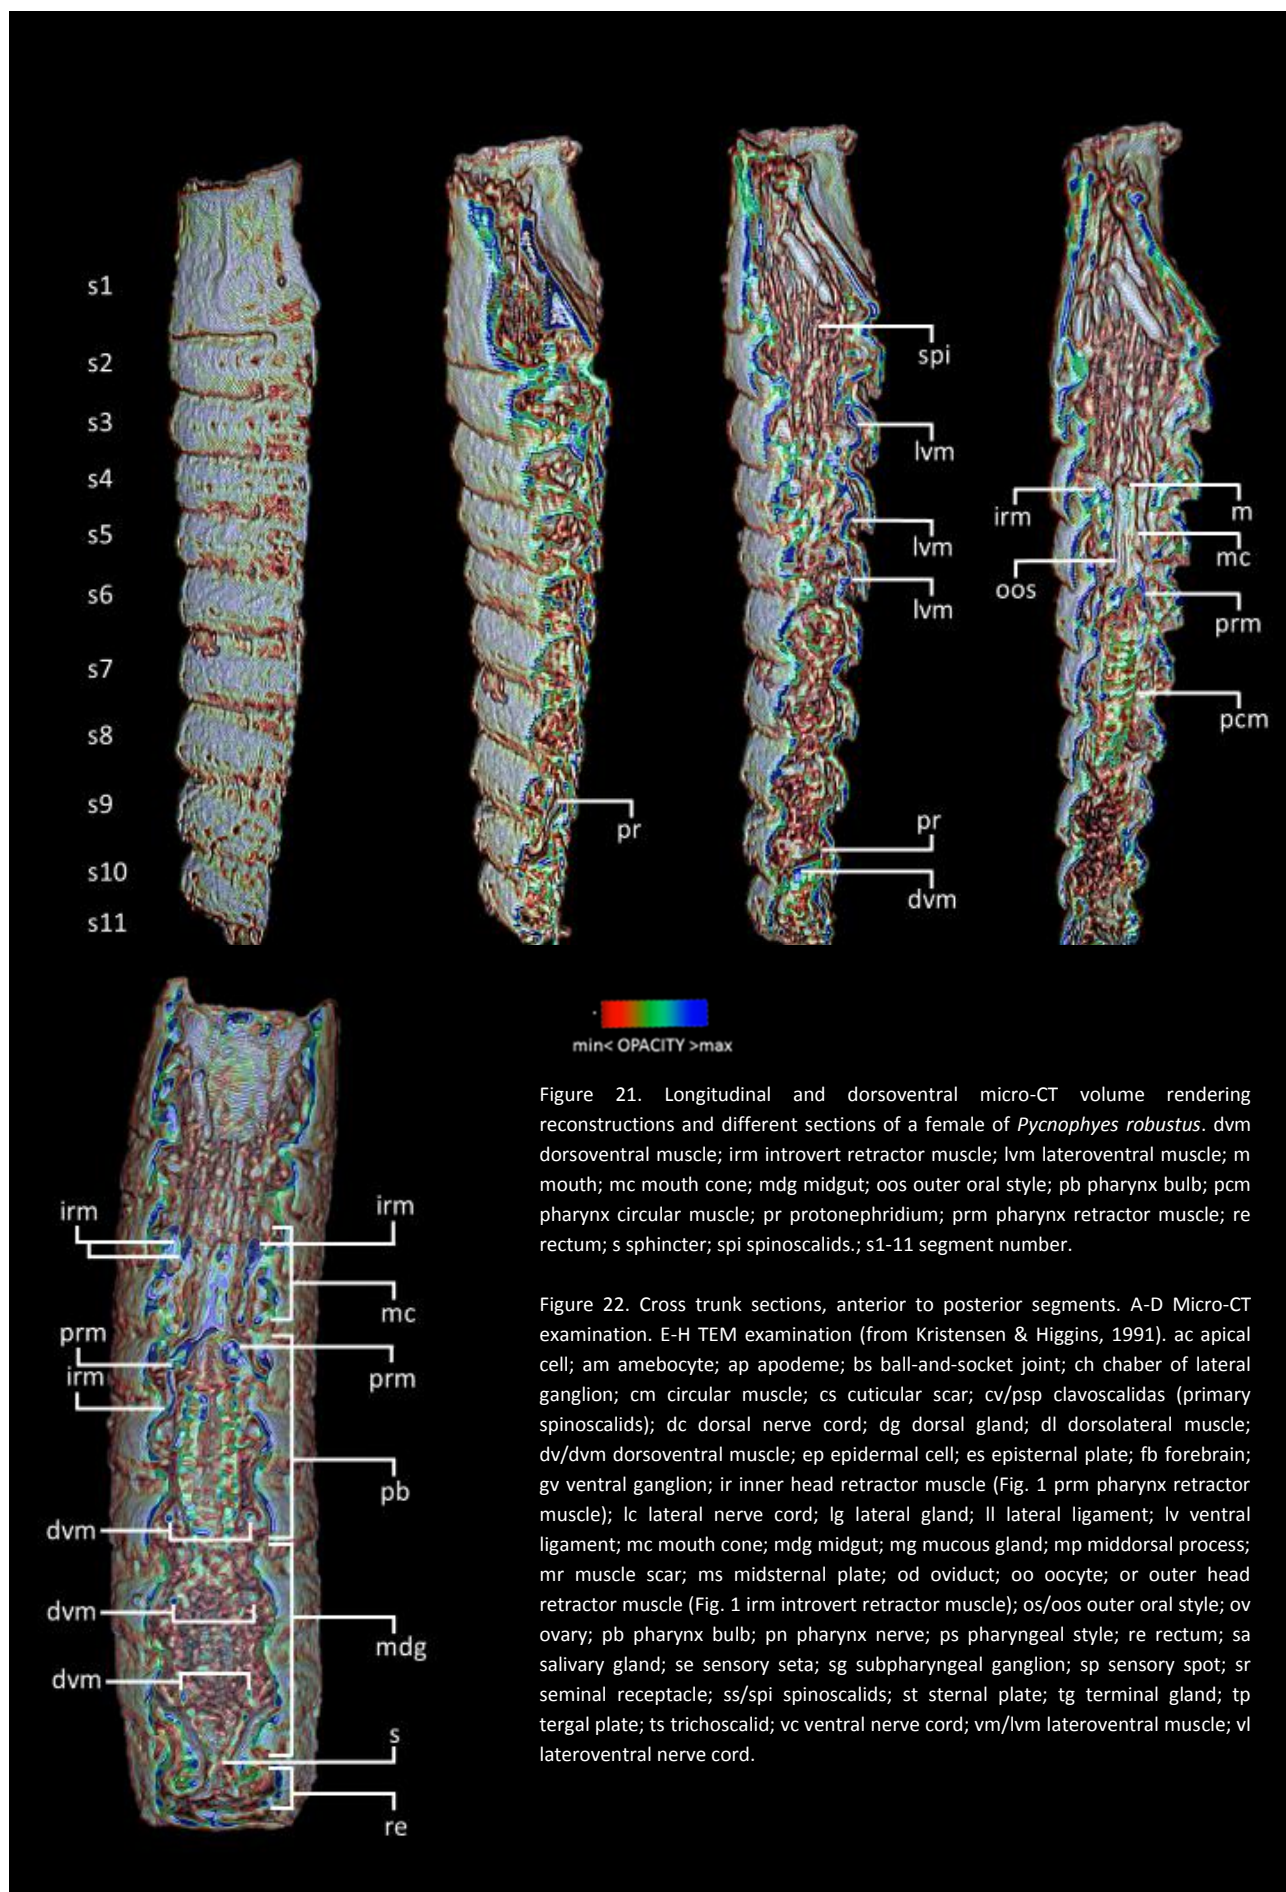 s1
s2
s3
s4
s5
s6
s7
s8
s9
s10
s11
pr
spi
lvm
lvm
lvm
pr
dvm
irm
oos
m
mc
prm
pcm
irm
irm
mc
prm
irm
prm
pb
dvm
dvm
mdg
dvm
s
re
min< OPACITY >max
Figure 21. Longitudinal and dorsoventral micro-CT volume rendering
reconstructions and different sections of a female of Pycnophyes robustus. dvm
dorsoventral muscle; irm introvert retractor muscle; lvm lateroventral muscle; m
mouth; mc mouth cone; mdg midgut; oos outer oral style; pb pharynx bulb; pcm
pharynx circular muscle; pr protonephridium; prm pharynx retractor muscle; re
rectum; s sphincter; spi spinoscalids.; s1-11 segment number.
Figure 22. Cross trunk sections, anterior to posterior segments. A-D Micro-CT
examination. E-H TEM examination (from Kristensen & Higgins, 1991). ac apical
cell; am amebocyte; ap apodeme; bs ball-and-socket joint; ch chaber of lateral
ganglion; cm circular muscle; cs cuticular scar; cv/psp clavoscalidas (primary
spinoscalids); dc dorsal nerve cord; dg dorsal gland; dl dorsolateral muscle;
dv/dvm dorsoventral muscle; ep epidermal cell; es episternal plate; fb forebrain;
gv ventral ganglion; ir inner head retractor muscle (Fig. 1 prm pharynx retractor
muscle); lc lateral nerve cord; lg lateral gland; ll lateral ligament; lv ventral
ligament; mc mouth cone; mdg midgut; mg mucous gland; mp middorsal process;
mr muscle scar; ms midsternal plate; od oviduct; oo oocyte; or outer head
retractor muscle (Fig. 1 irm introvert retractor muscle); os/oos outer oral style; ov
ovary; pb pharynx bulb; pn pharynx nerve; ps pharyngeal style; re rectum; sa
salivary gland; se sensory seta; sg subpharyngeal ganglion; sp sensory spot; sr
seminal receptacle; ss/spi spinoscalids; st sternal plate; tg terminal gland; tp
tergal plate; ts trichoscalid; vc ventral nerve cord; vm/lvm lateroventral muscle; vl
lateroventral nerve cord.